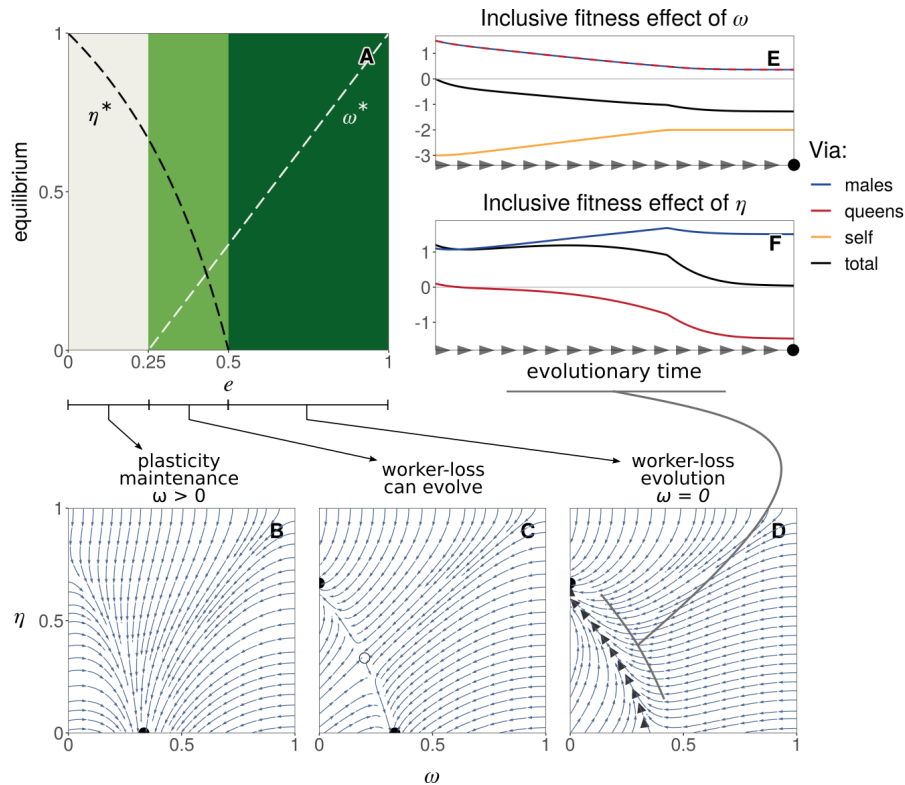 A
1
0.5
0
equilibrium
η*
ω*
0
0.25
0.5
1
e
Inclusive fitness effect of ω
E
1
0
-1
-2
-3
Inclusive fitness effect of η
F
1
0
-1
evolutionary time
Via:
males
queens
self
total
plasticity
maintenance
ω > 0
worker-loss
can evolve
worker-loss
evolution
ω = 0
B
C
D
1
0.5
0
η
0
0.5
1
0
0.5
1
0
0.5
1
ω